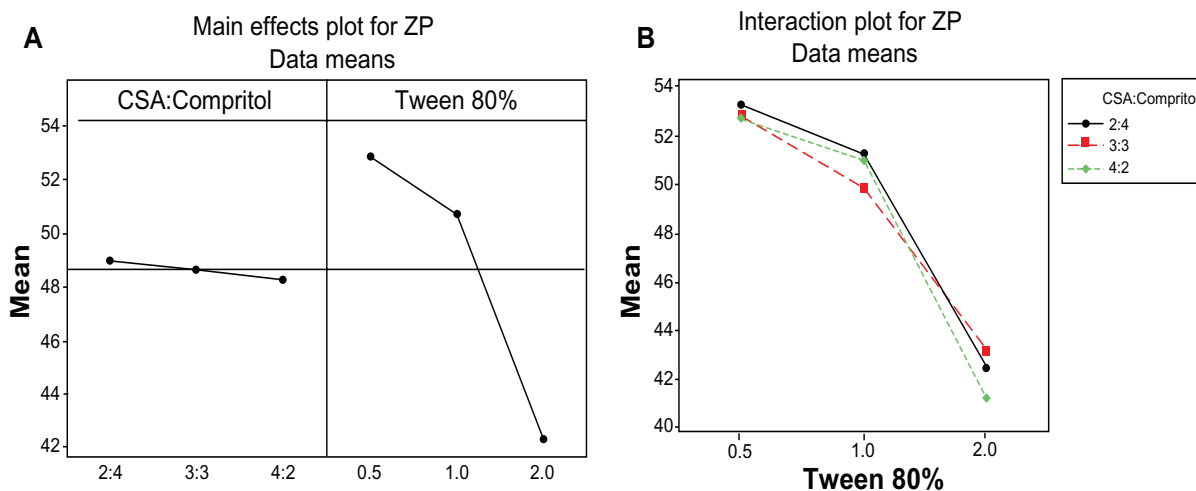 A
Main effects plot for ZP
Data means
CSA:Compritol
Tween 80%
Mean
54
52
50
48
46
44
42
2:4
3:3
4:2
0.5
1.0
2.0
B
Interaction plot for ZP
Data means
Mean
54
52
50
48
46
44
42
40
0.5
1.0
2.0
Tween 80%
CSA:Comprito
2:4
3:3
4:2